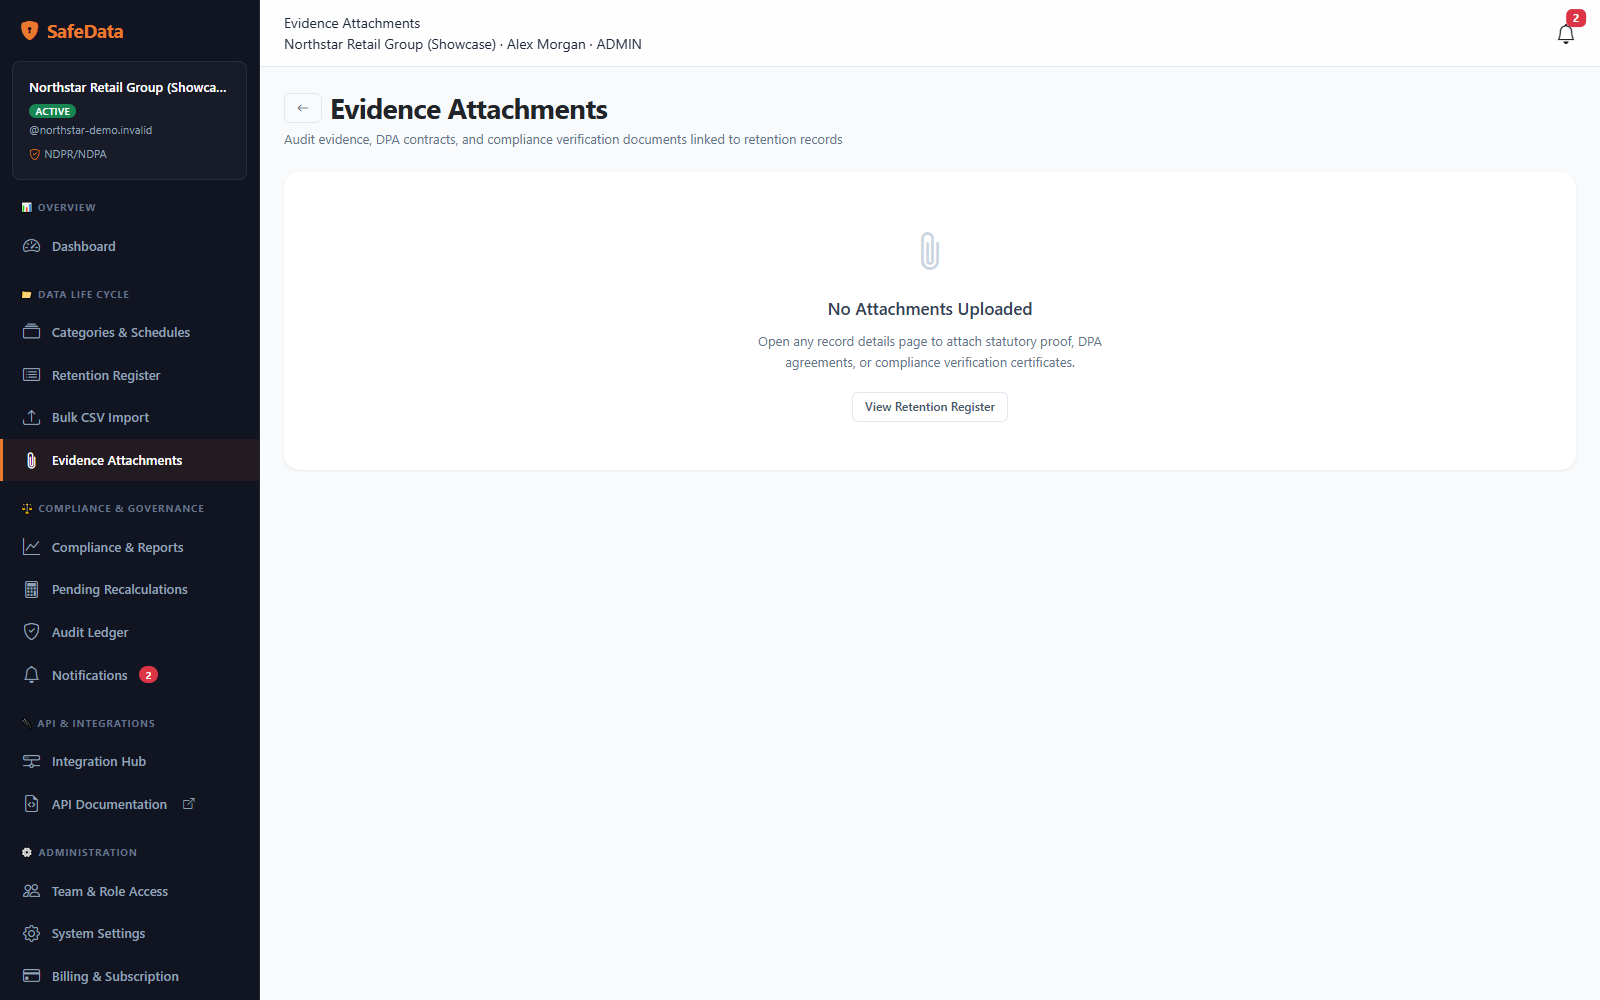 SafeData
Northstar Retail Group (Showca...
ACTIVE
@northstar-demo.invalid
NDPR/NDPA
OVERVIEW
Dashboard
DATA LIFE CYCLE
Categories & Schedules
Retention Register
Bulk CSV Import
Evidence Attachments
COMPLIANCE & GOVERNANCE
Compliance & Reports
Pending Recalculations
Audit Ledger
Notifications 2
API & INTEGRATIONS
Integration Hub
API Documentation
ADMINISTRATION
Team & Role Access
System Settings
Billing & Subscription
Evidence Attachments
Northstar Retail Group (Showcase) · Alex Morgan · ADMIN
2
Evidence Attachments
Audit evidence, DPA contracts, and compliance verification documents linked to retention records
No Attachments Uploaded
Open any record details page to attach statutory proof, DPA
agreements, or compliance verification certificates.
View Retention Register